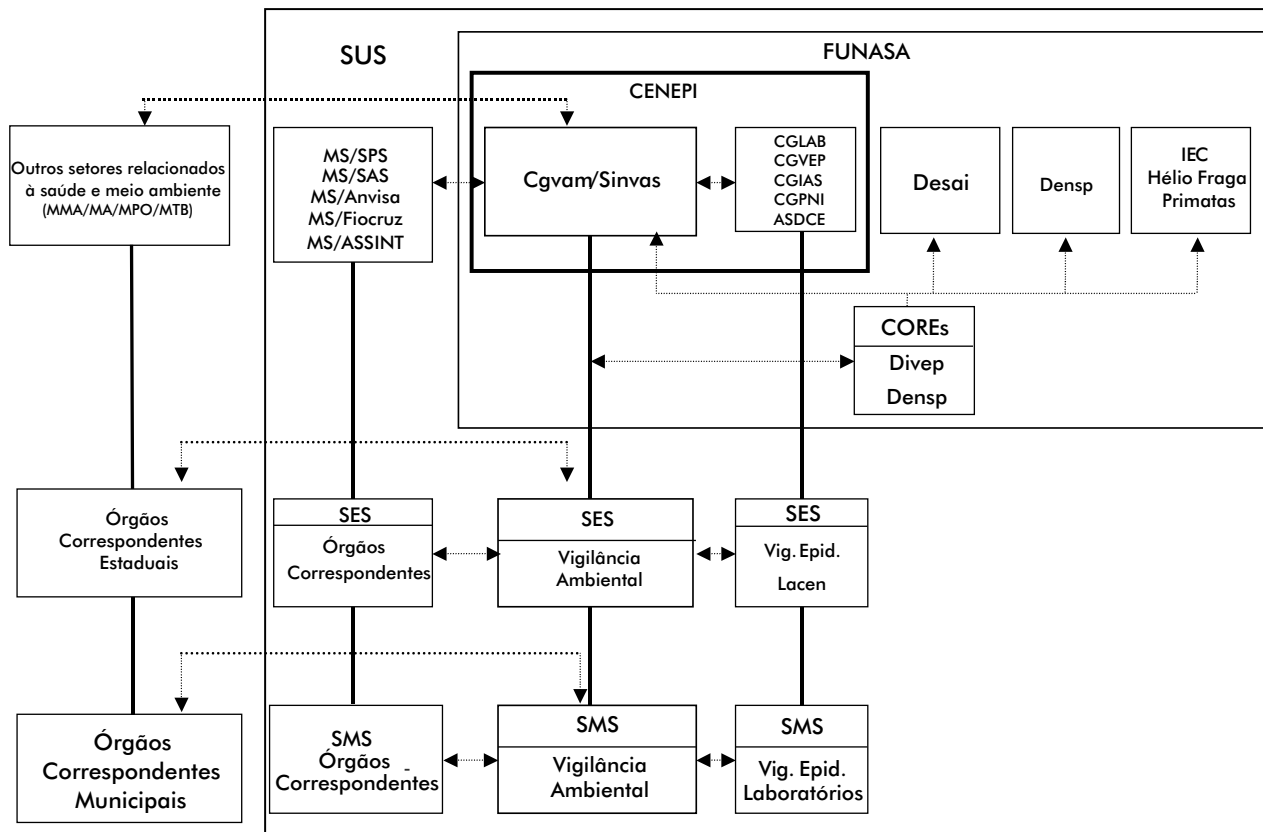 SUS
FUNASA
CENEPI
Outros setores relacionados
à saúde e meio ambiente
(MMA/MA/MPO/MTB)
MS/SPS
MS/SAS
MS/Anvisa
MS/Fiocruz
MS/ASSINT
Cgvam/Sinvas
CGLAB
CGVEP
CGIAS
CGPNI
ASDCE
Desai
Densp
IEC
Hélio Fraga
Primatas
COREs
Divep
Densp
Órgãos
Correspondentes
Estaduais
SES
Órgãos
Correspondentes
SES
Vigilância
Ambiental
SES
Vig. Epid.
Lacen
Órgãos
Correspondentes
Municipais
SMS
Órgãos
Correspondentes
SMS
Vigilância
Ambiental
SMS
Vig. Epid.
Laboratórios